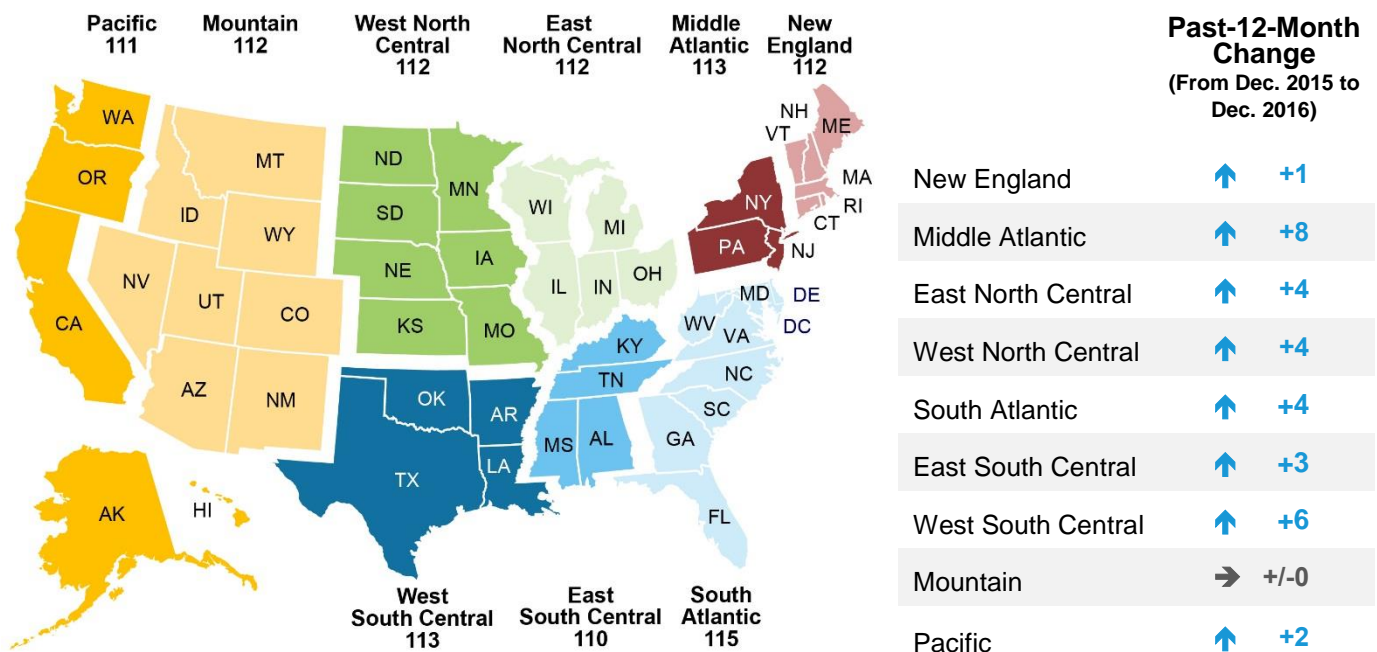 Pacific
111
Mountain
112
West North
Central
112
East
North Central
112
Middle
Atlantic
113
New
England
112
WA
OR
CA
AK
HI
MT
ID
WY
NV
UT
CO
AZ
NM
ND
SD
NE
KS
MN
IA
MO
WI
MI
IL
IN
OH
NY
PA
NJ
NH
VT
ME
MA
RI
CT
MD
DE
DC
WV
VA
NC
SC
GA
FL
KY
TN
MS
AL
OK
AR
TX
LA
West
South Central
113
East
South Central
110
South
Atlantic
115
Past-12-Month
Change
(From Dec. 2015 to
Dec. 2016)
New England +1
Middle Atlantic +8
East North Central +4
West North Central +4
South Atlantic +4
East South Central +3
West South Central +6
Mountain +/-0
Pacific +2